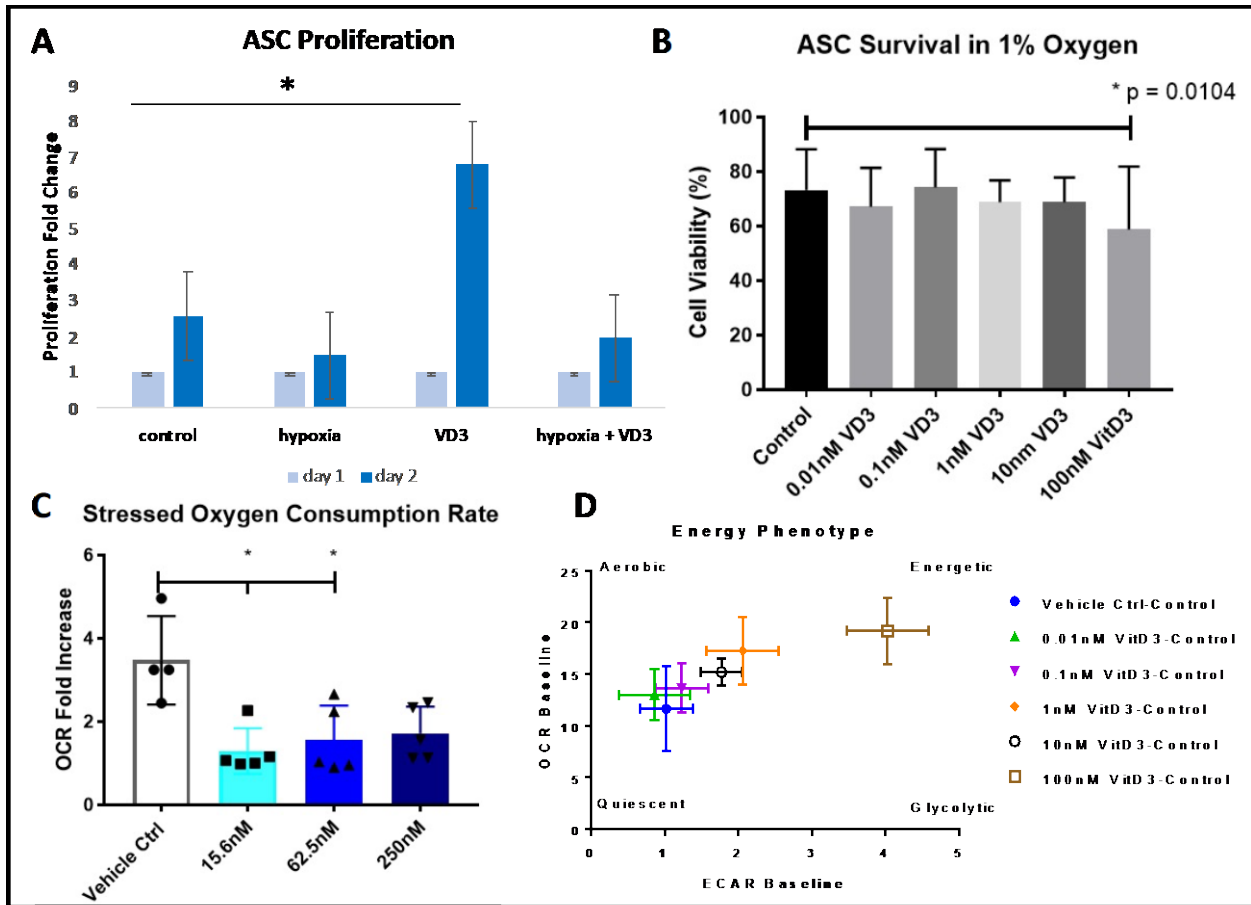 A
ASC Proliferation
*
Proliferation Fold Change
9
8
7
6
5
4
3
2
1
0
control
hypoxia
VD3
hypoxia + VD3
day 1
day 2
B
ASC Survival in 1% Oxygen
* p = 0.0104
Cell Viability (%)
100
80
60
40
20
0
Control
0.01nM VD3
0.1nM VD3
1nM VD3
10nm VD3
100nM VitD3
C
Stressed Oxygen Consumption Rate
* *
OCR Fold Increase
6
4
2
0
Vehicle Ctrl
15.6nM
62.5nM
250nM
D
Energy Phenotype
Aerobic
Energetic
Quiescent
Glycolytic
OCR Baseline
25
20
15
10
5
0
0 1 2 3 4 5
ECAR Baseline
Vehicle Ctrl-Control
0.01nM VitD3-Control
0.1nM VitD3-Control
1nM VitD3-Control
10nM VitD3-Control
100nM VitD3-Control